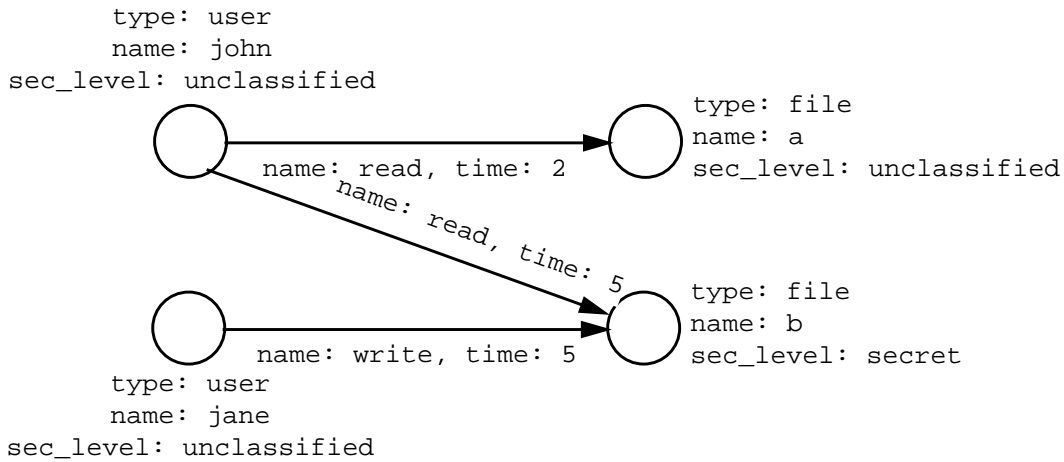 type: user
name: john
sec_level: unclassified
type: file
name: a
sec_level: unclassified
name: read, time: 2
name: read, time: 5
type: file
name: b
sec_level: secret
name: write, time: 5
type: user
name: jane
sec_level: unclassified